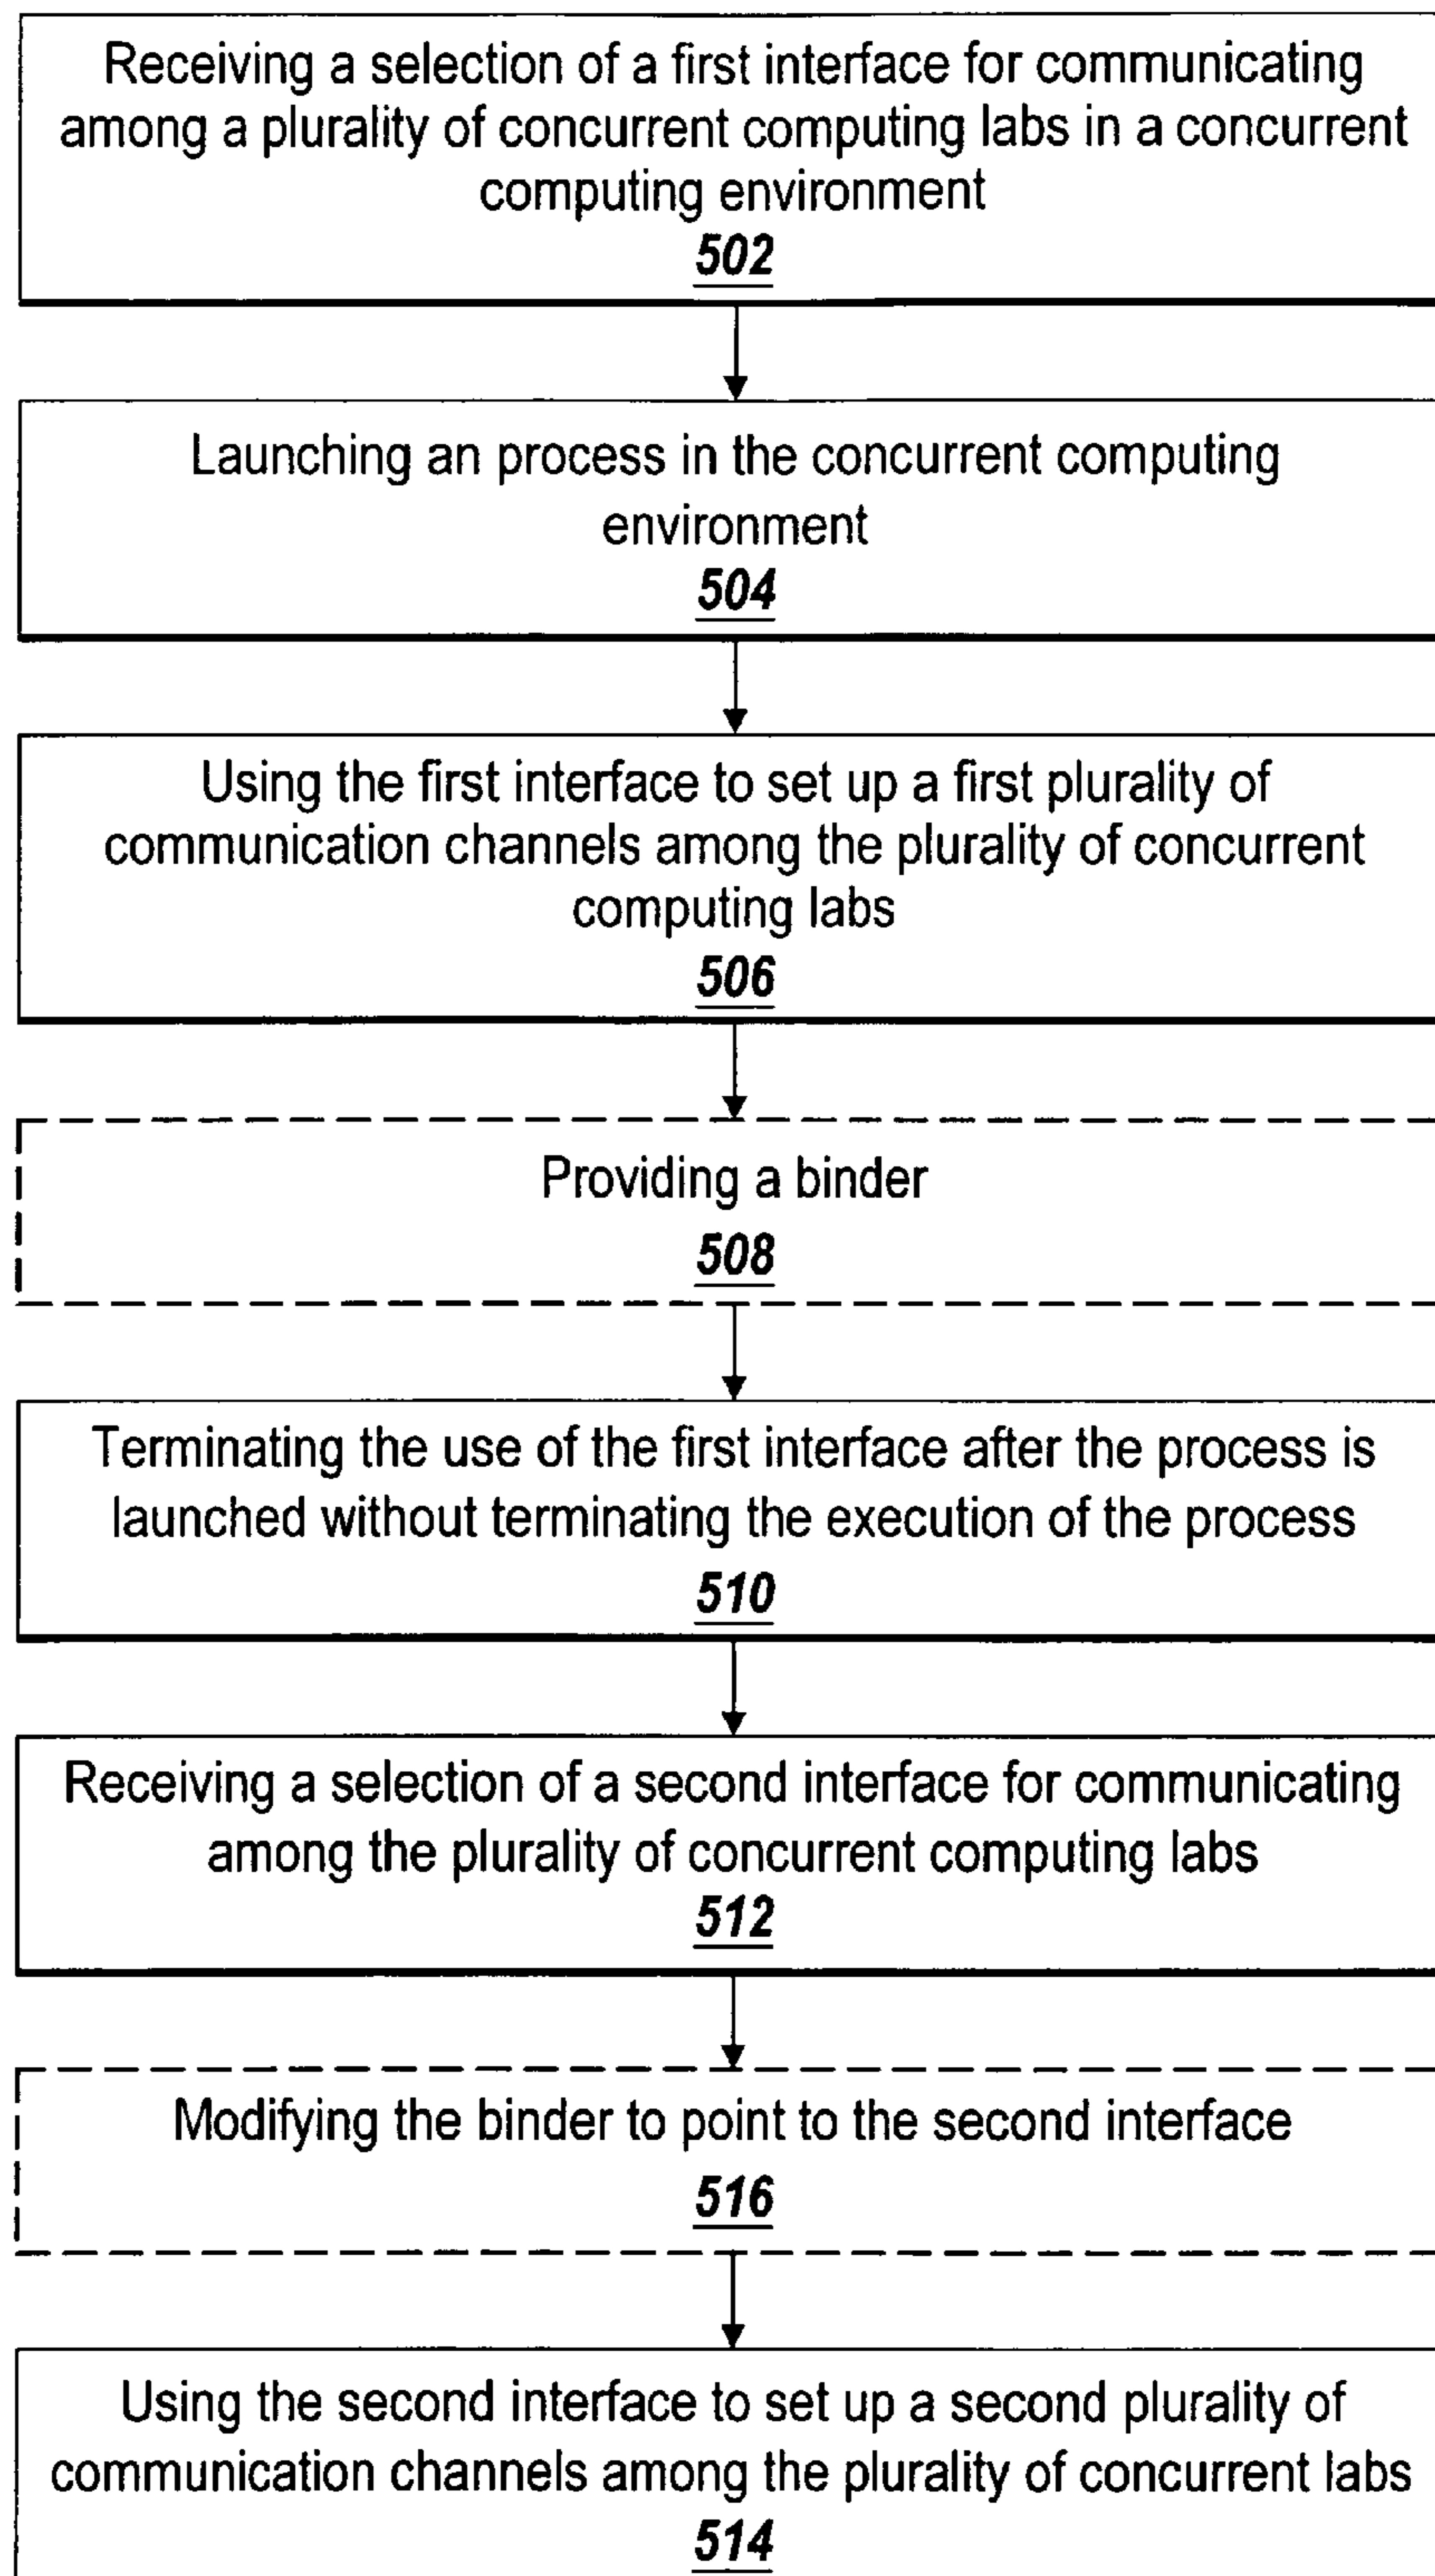 Receiving a selection of a first interface for communicating
among a plurality of concurrent computing labs in a concurrent
computing environment
502
Launching an process in the concurrent computing
environment
504
Using the first interface to set up a first plurality of
communication channels among the plurality of concurrent
computing labs
506
Providing a binder
508
Terminating the use of the first interface after the process is
launched without terminating the execution of the process
510
Receiving a selection of a second interface for communicating
among the plurality of concurrent computing labs
512
Modifying the binder to point to the second interface
516
Using the second interface to set up a second plurality of
communication channels among the plurality of concurrent labs
514